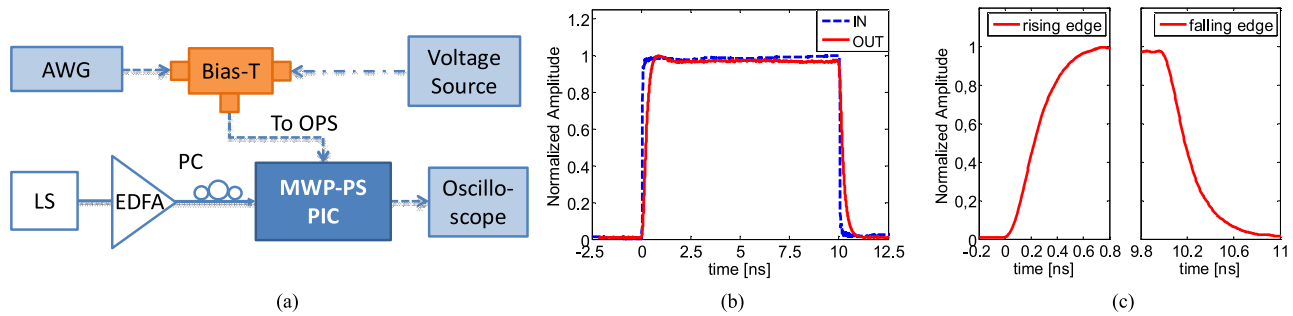 AWG
Bias-T
Voltage
Source
To OPS
PC
LS
EDFA
MWP-PS
PIC
Oscillo-
scope
(a)
Normalized Amplitude
1.2
1
0.8
0.6
0.4
0.2
0
-2.5 0 2.5 5 7.5 10 12.5
time [ns]
IN
OUT
(b)
Normalized Amplitude
1
0.8
0.6
0.4
0.2
0
-0.2 0 0.2 0.4 0.6 0.8
time [ns]
rising edge
9.8 10.2 10.6 11
time [ns]
falling edge
(c)